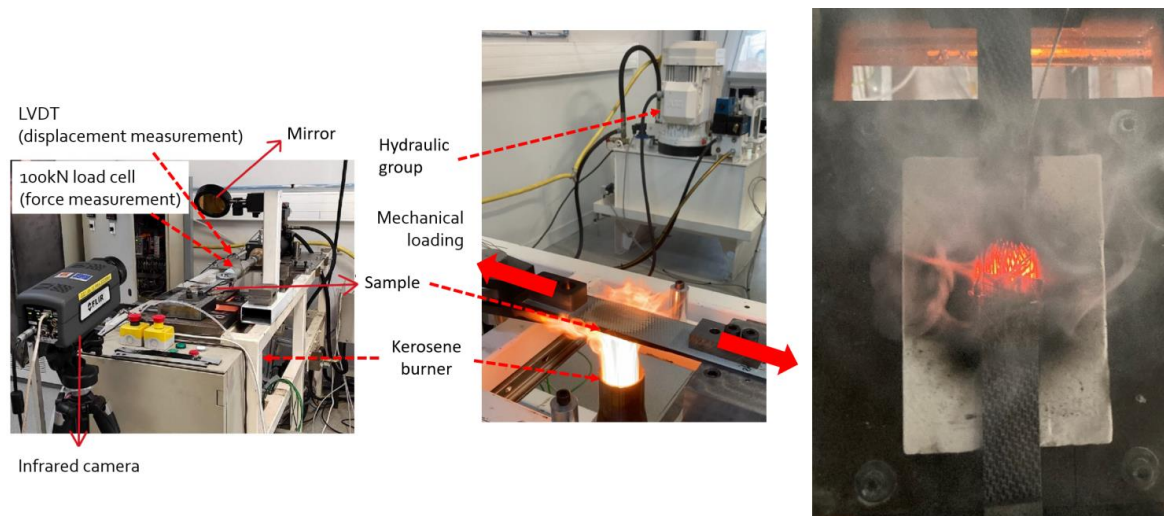 LVDT
(displacement measurement)
Mirror
100kN load cell
(force measurement)
Hydraulic
group
Mechanical
loading
Sample
Kerosene
burner
FLIR
Infrared camera